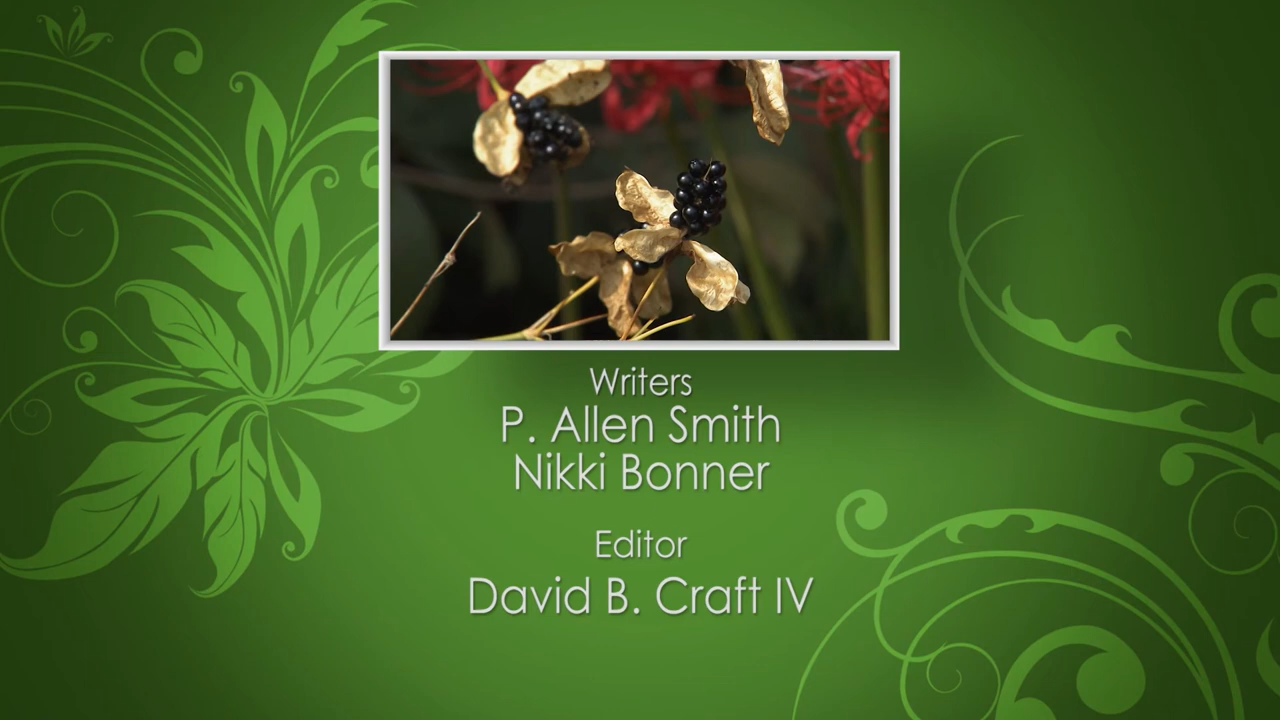 Writers
P. Allen Smith
Nikki Bonner
Editor
David B. Craft IV